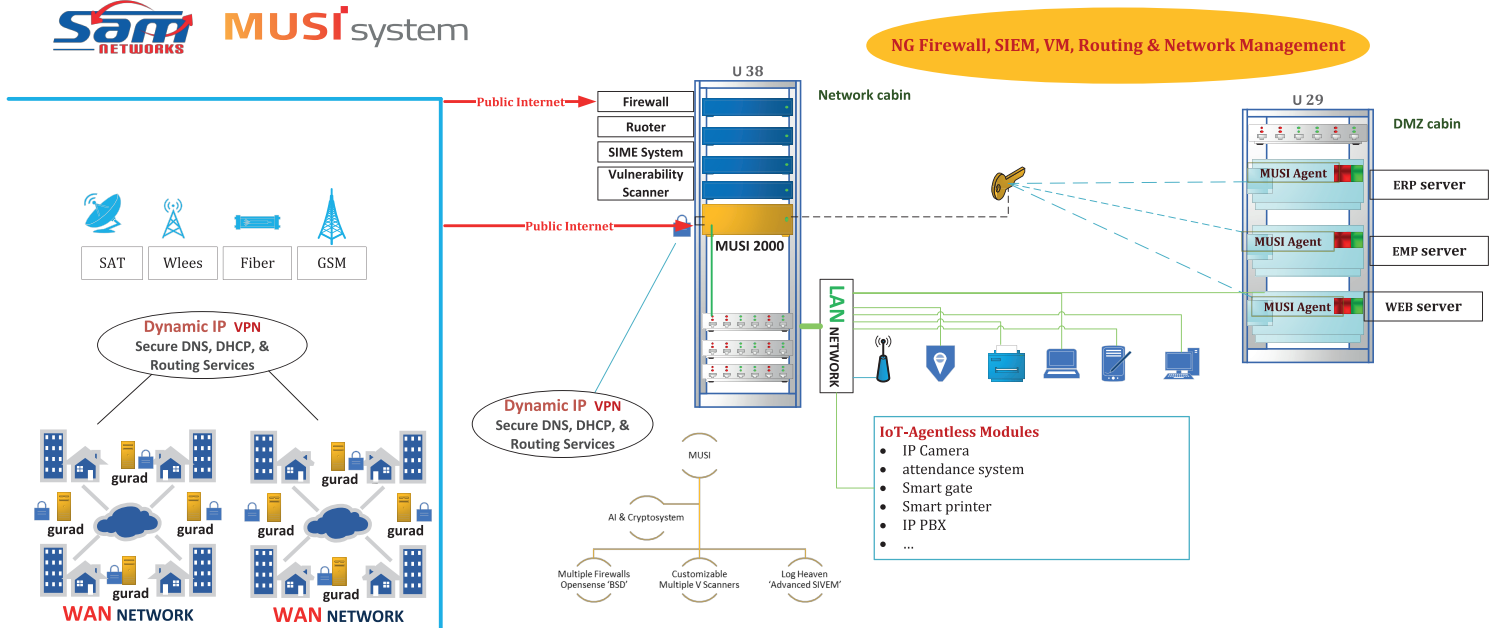 Sam
NETWORKS
MUSI system
NG Firewall, SIEM, VM, Routing & Network Management
U 38
Network cabin
U 29
DMZ cabin
Public Internet
Firewall
Ruoter
SIME System
Vulnerability
Scanner
Public Internet
MUSI 2000
MUSI Agent
ERP server
MUSI Agent
EMP server
MUSI Agent
WEB server
SAT
Wlees
Fiber
GSM
Dynamic IP VPN
Secure DNS, DHCP, &
Routing Services
LAN NETWORK
Dynamic IP VPN
Secure DNS, DHCP, &
Routing Services
gurad
gurad
gurad
gurad
WAN NETWORK
gurad
gurad
gurad
gurad
WAN NETWORK
MUSI
AI & Cryptosystem
Multiple Firewalls
Opensense 'BSD'
Customizable
Multiple V Scanners
Log Heaven
'Advanced SIVEM'
IoT-Agentless Modules
• IP Camera
• attendance system
• Smart gate
• Smart printer
• IP PBX
• ...